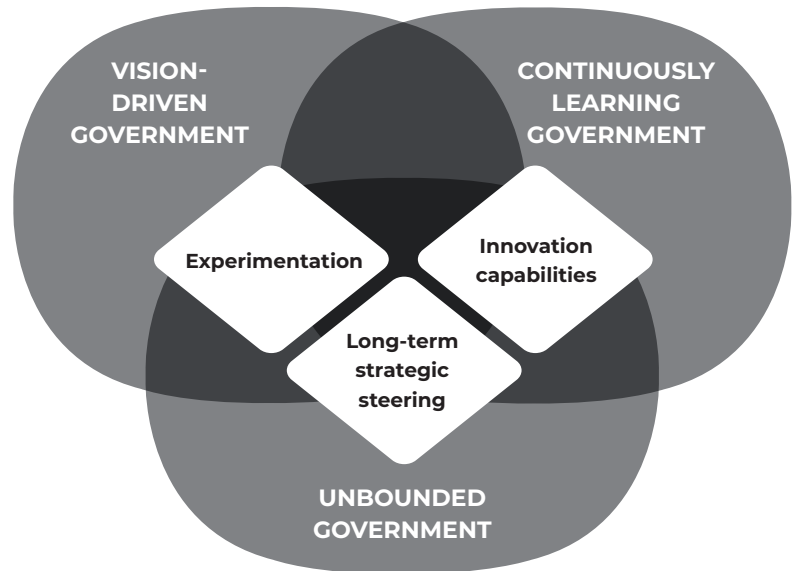 VISION-
DRIVEN
GOVERNMENT
CONTINUOUSLY
LEARNING
GOVERNMENT
Experimentation
Innovation
capabilities
Long-term
strategic
steering
UNBOUNDED
GOVERNMENT